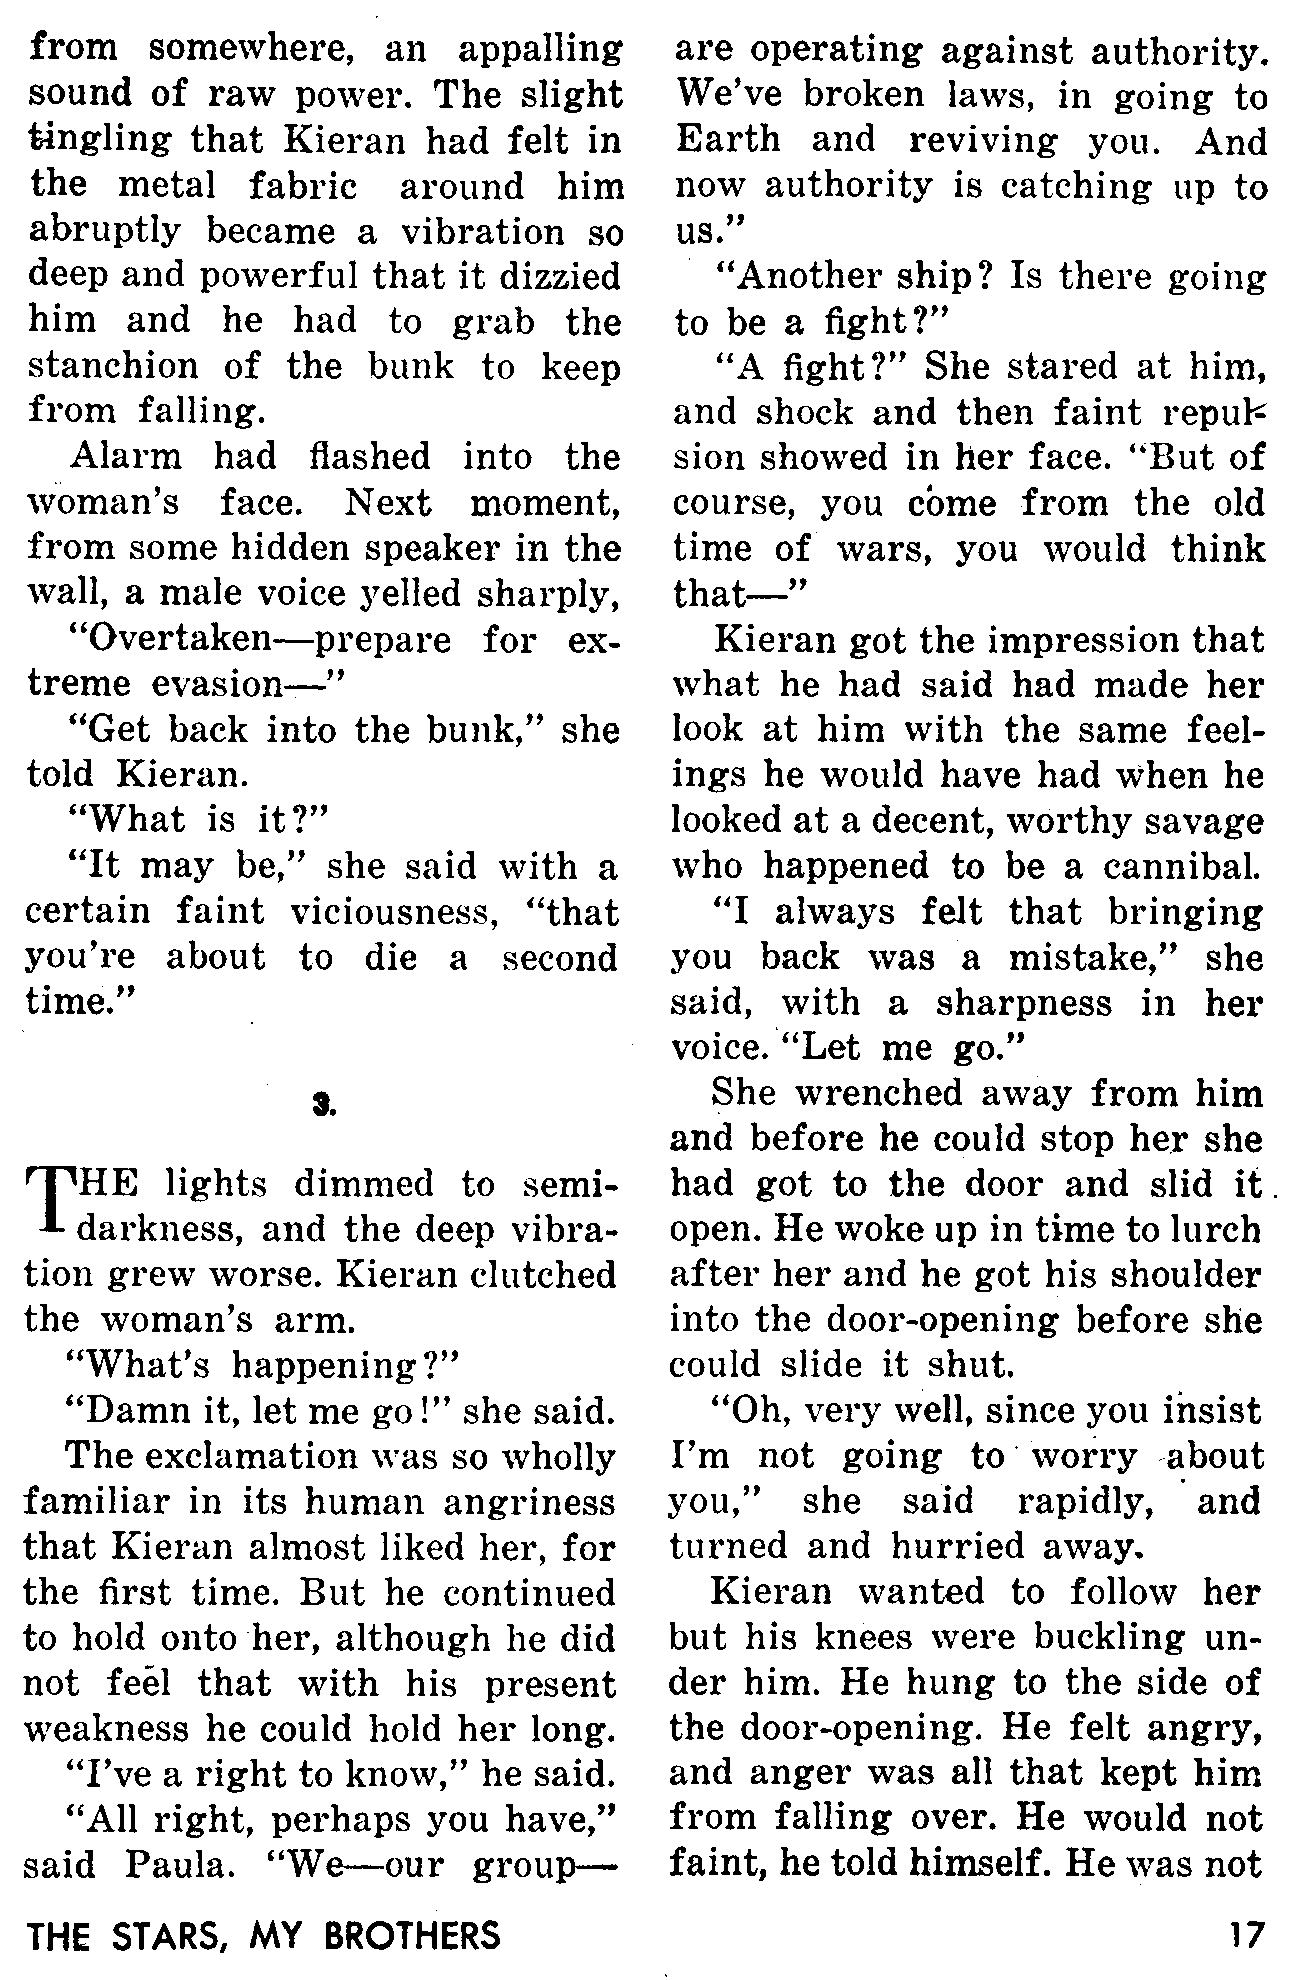 from somewhere, an appalling
sound of raw power. The slight
tingling that Kieran had felt in
the metal fabric around him
abruptly became a vibration so
deep and powerful that it dizzied
him and he had to grab the
stanchion of the bunk to keep
from falling.
Alarm had flashed into the
woman's face. Next moment,
from some hidden speaker in the
wall, a male voice yelled sharply,
“Overtaken—prepare for ex-
treme evasion—”
“Get back into the bunk,” she
told Kieran.
“What is it?”
“It may be,” she said with a
certain faint viciousness, “that
you're about to die a second
time.”
3.
THE lights dimmed to semi-
darkness, and the deep vibra-
tion grew worse. Kieran clutched
the woman's arm.
“What's happening?”
“Damn it, let me go!” she said.
The exclamation was so wholly
familiar in its human angriness
that Kieran almost liked her, for
the first time. But he continued
to hold onto her, although he did
not feel that with his present
weakness he could hold her long.
“I've a right to know,” he said.
“All right, perhaps you have,”
said Paula. “We—our group—
are operating against authority.
We've broken laws, in going to
Earth and reviving you. And
now authority is catching up to
us.”
“Another ship? Is there going
to be a fight?”
“A fight?” She stared at him,
and shock and then faint repul-
sion showed in her face. “But of
course, you come from the old
time of wars, you would think
that—”
Kieran got the impression that
what he had said had made her
look at him with the same feel-
ings he would have had when he
looked at a decent, worthy savage
who happened to be a cannibal.
“I always felt that bringing
you back was a mistake,” she
said, with a sharpness in her
voice. “Let me go.”
She wrenched away from him
and before he could stop her she
had got to the door and slid it
open. He woke up in time to lurch
after her and he got his shoulder
into the door-opening before she
could slide it shut.
“Oh, very well, since you insist
I'm not going to worry about
you,” she said rapidly, and
turned and hurried away.
Kieran wanted to follow her
but his knees were buckling un-
der him. He hung to the side of
the door-opening. He felt angry,
and anger was all that kept him
from falling over. He would not
faint, he told himself. He was not
THE STARS, MY BROTHERS 17